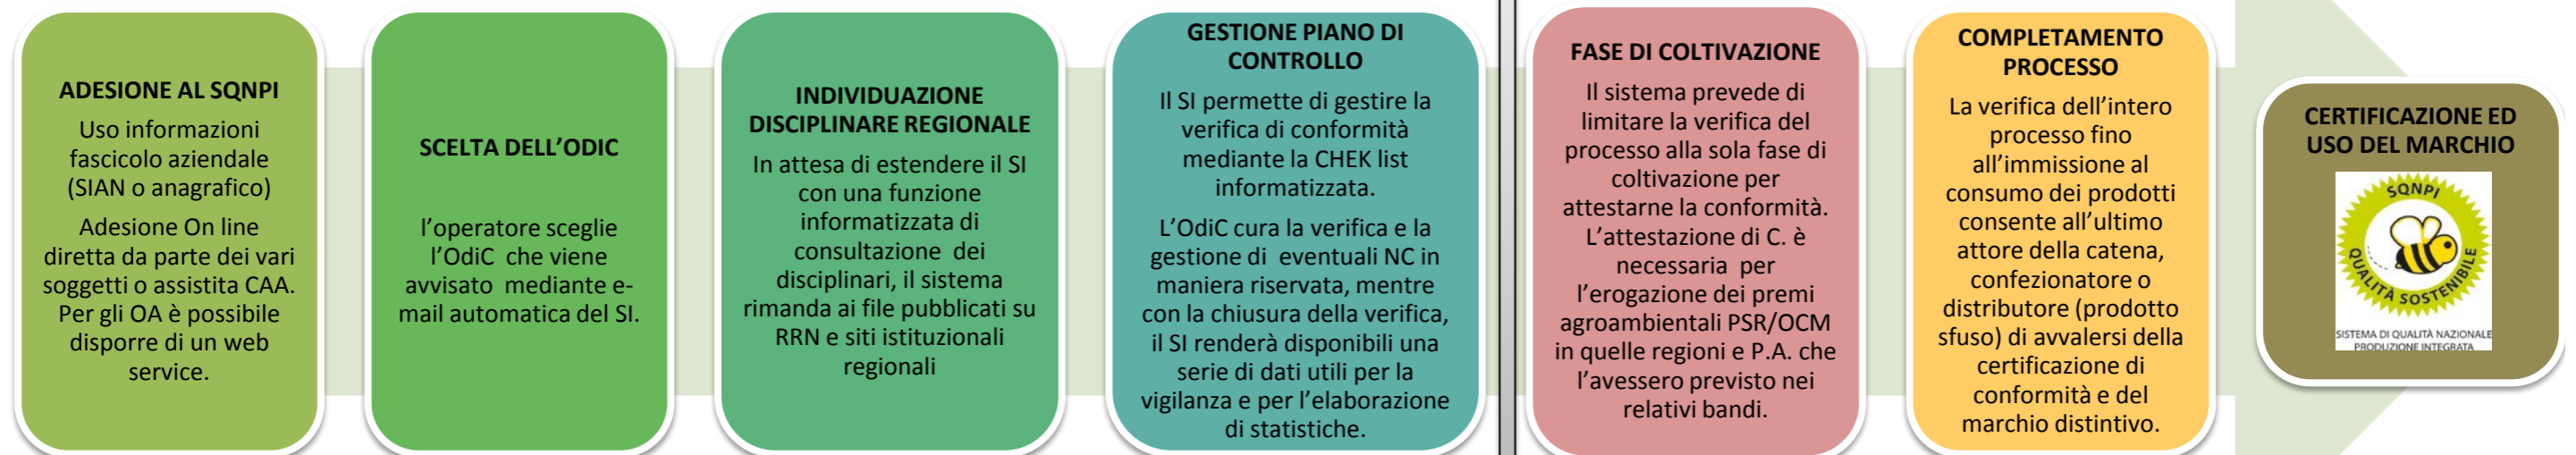 ADESIONE AL SQNPI
Uso informazioni
fascicolo aziendale
(SIAN o anagrafico)
Adesione On line
diretta da parte dei vari
soggetti o assistita CAA.
Per gli OA è possibile
disporre di un web
service.
SCELTA DELL'ODIC
l'operatore sceglie
l'OdiC che viene
avvisato mediante e-
mail automatica del SI.
INDIVIDUAZIONE
DISCIPLINARE REGIONALE
In attesa di estendere il SI
con una funzione
informatizzata di
consultazione dei
disciplinari, il sistema
rimanda ai file pubblicati su
RRN e siti istituzionali
regionali
GESTIONE PIANO DI
CONTROLLO
Il SI permette di gestire la
verifica di conformità
mediante la CHEK list
informatizzata.
L'OdiC cura la verifica e la
gestione di eventuali NC in
maniera riservata, mentre
con la chiusura della verifica,
il SI renderà disponibili una
serie di dati utili per la
vigilanza e per l'elaborazione
di statistiche.
FASE DI COLTIVAZIONE
Il sistema prevede di
limitare la verifica del
processo alla sola fase di
coltivazione per
attestarne la conformità.
L'attestazione di C. è
necessaria per
l'erogazione dei premi
agroambientali PSR/OCM
in quelle regioni e P.A. che
l'avessero previsto nei
relativi bandi.
COMPLETAMENTO
PROCESSO
La verifica dell'intero
processo fino
all'immissione al
consumo dei prodotti
consente all'ultimo
attore della catena,
confezionatore o
distributore (prodotto
sfuso) di avvalersi della
certificazione di
conformità e del
marchio distintivo.
CERTIFICAZIONE ED
USO DEL MARCHIO
SQNPI
QUALITÀ SOSTENIBILE
SISTEMA DI QUALITÀ NAZIONALE
PRODUZIONE INTEGRATA